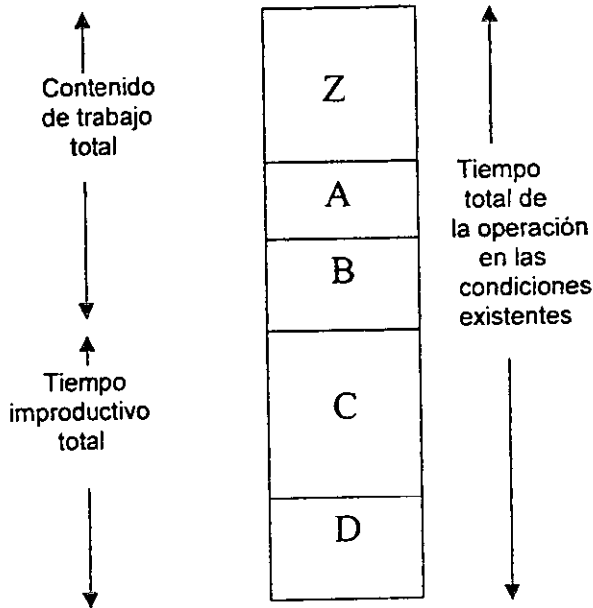 Contenido
de trabajo
total
Tiempo
improductivo
total
Z
A
B
C
D
Tiempo
total de
la operación
en las
condiciones
existentes